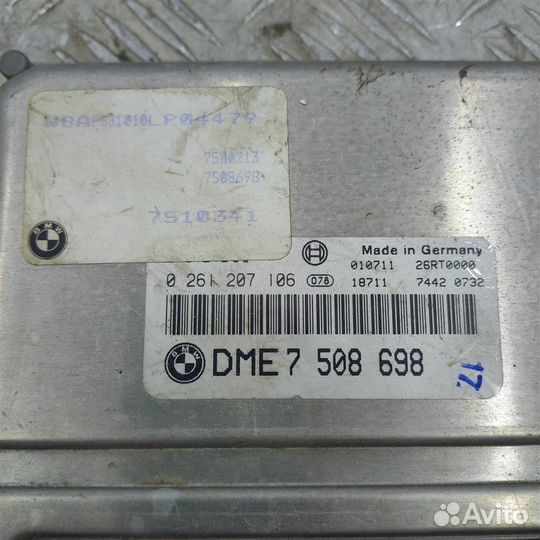 7500213
7508698
7510341
BMW
Made in Germany
010711 26RT0000
0 261 207 106 078 18711 7442 0732
BMW DME 7 508 698
17.
Avito